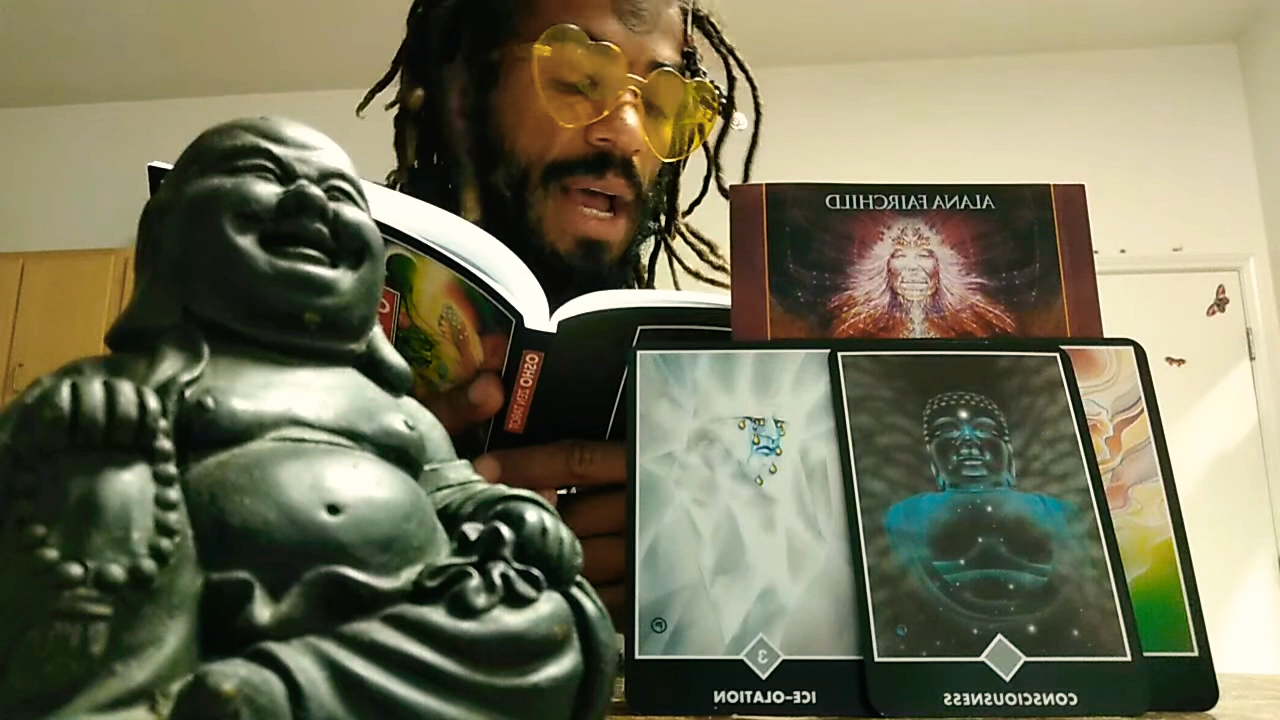 ALANA FAIRCHILD
OSHO ZEN TAROT
3
ICE-OLATION
CONSCIOUSNESS